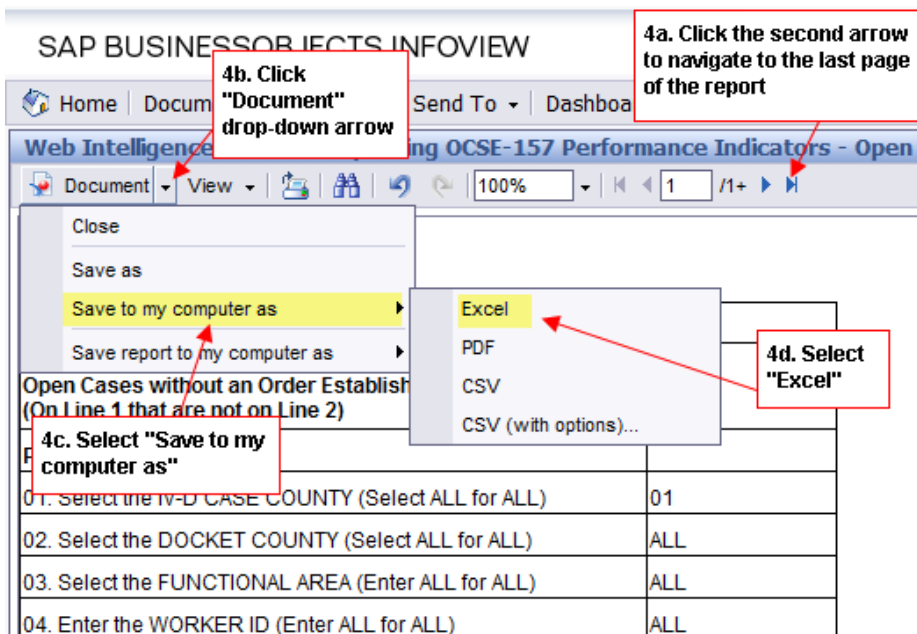 SAP BUSINESSOBJECTS INFOVIEW
4a. Click the second arrow
to navigate to the last page
of the report
4b. Click
"Document"
drop-down arrow
Home Docum Send To Dashboa
Web Intelligence ing OCSE-157 Performance Indicators - Open
Document View 100% 1 /1+
Close
Save as
Save to my computer as
Save report to my computer as
Excel
PDF
CSV
CSV (with options)...
4d. Select
"Excel"
Open Cases without an Order Establish
(On Line 1 that are not on Line 2)
4c. Select "Save to my
computer as"
01. Select the IV-D CASE COUNTY (Select ALL for ALL) 01
02. Select the DOCKET COUNTY (Select ALL for ALL) ALL
03. Select the FUNCTIONAL AREA (Enter ALL for ALL) ALL
04. Enter the WORKER ID (Enter ALL for ALL) ALL